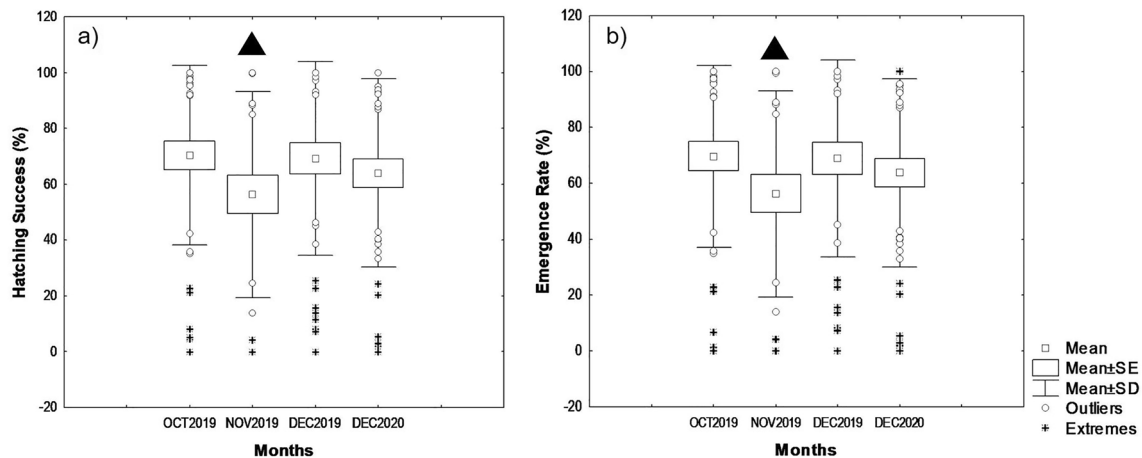 a)
120
100
80
60
40
20
0
-20
Hatching Success (%)
OCT2019 NOV2019 DEC2019 DEC2020
Months
b)
120
100
80
60
40
20
0
-20
Emergence Rate (%)
OCT2019 NOV2019 DEC2019 DEC2020
Months
Mean
Mean±SE
Mean±SD
Outliers
Extremes